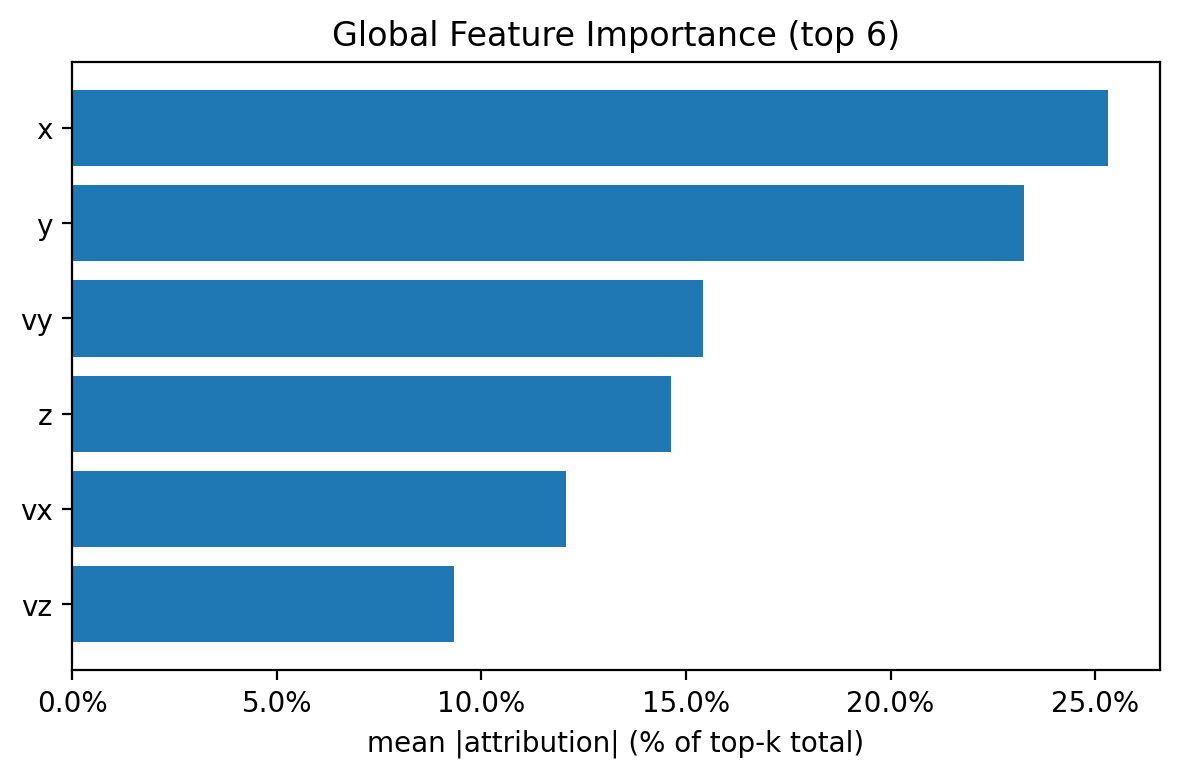 Global Feature Importance (top 6)
x
y
vy
z
vx
vz
0.0% 5.0% 10.0% 15.0% 20.0% 25.0%
mean |attribution| (% of top-k total)